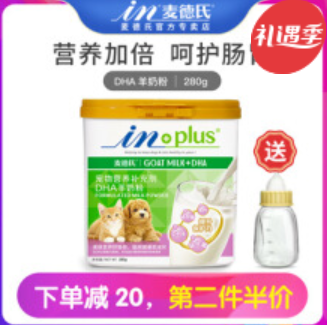 in麦德氏
麦德氏官方专卖店
礼遇季
营养加倍 呵护肠
DHA 羊奶粉 280g
in+plus
麦德氏
GOAT MILK+DHA
宠物营养补充剂
DHA羊奶粉
送
下单减 20，第二件半价